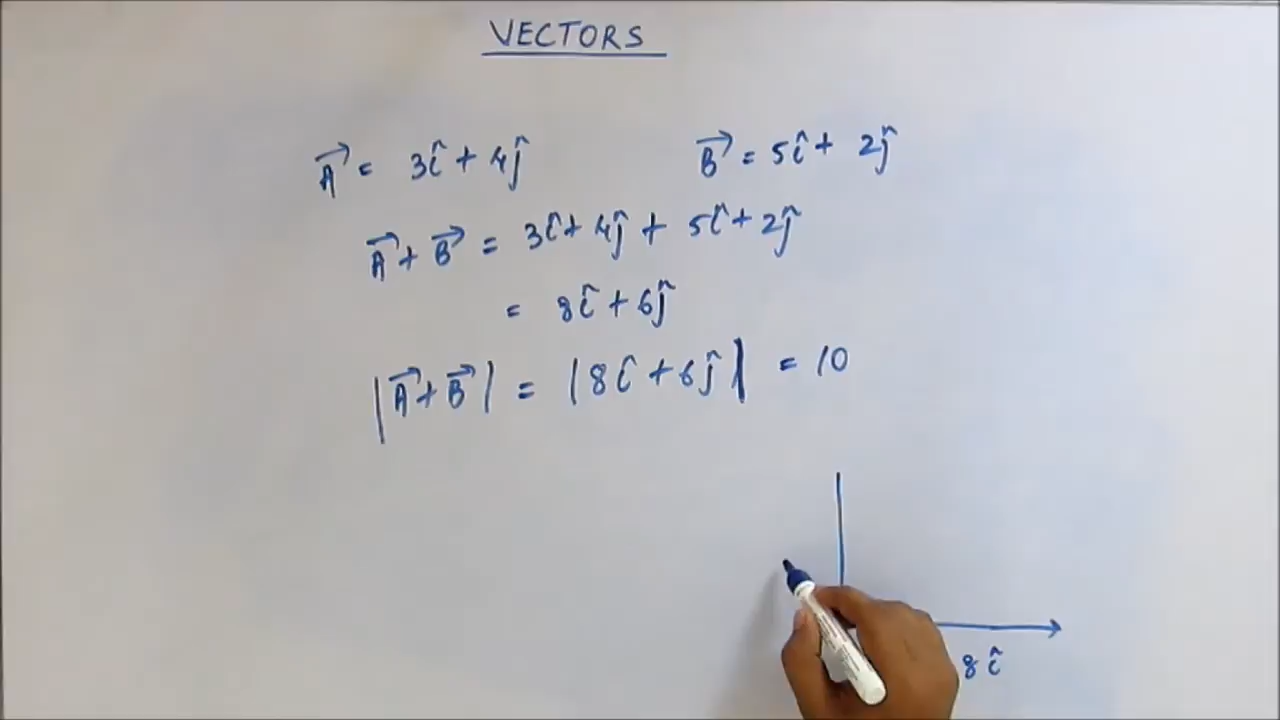 VECTORS
A⃗ = 3î + 4ĵ B⃗ = 5î + 2ĵ
A⃗ + B⃗ = 3î + 4ĵ + 5î + 2ĵ
= 8î + 6ĵ
|A⃗ + B⃗| = |8î + 6ĵ| = 10
8î